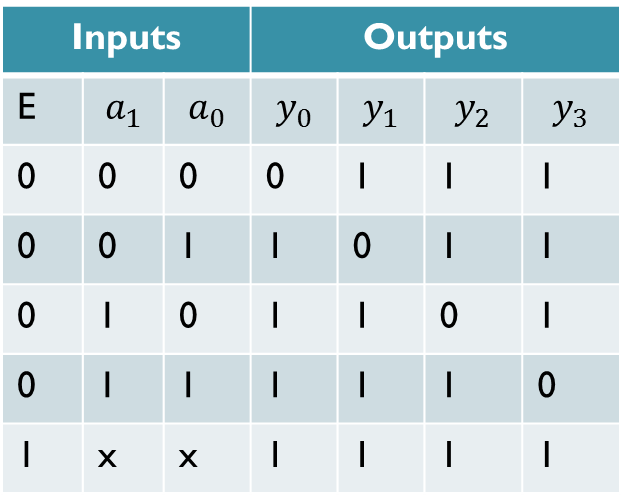 Inputs Outputs
E a₁ a₀ y₀ y₁ y₂ y₃
0 0 0 0 1 1 1
0 0 1 1 0 1 1
0 1 0 1 1 0 1
0 1 1 1 1 1 0
1 x x 1 1 1 1